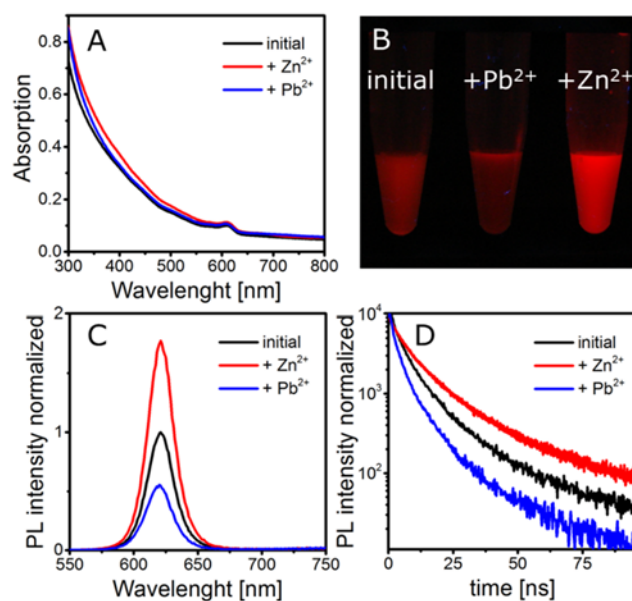 A
initial
+ Zn²⁺
+ Pb²⁺
Absorption
0.8
0.6
0.4
0.2
0.0
300 400 500 600 700 800
Wavelenght [nm]
B
initial +Pb²⁺ +Zn²⁺
C
initial
+ Zn²⁺
+ Pb²⁺
PL intensity normalized
2
1
0
550 600 650 700 750
Wavelenght [nm]
D
initial
+ Zn²⁺
+ Pb²⁺
PL intensity normalized
10⁴
10³
10²
0 25 50 75
time [ns]